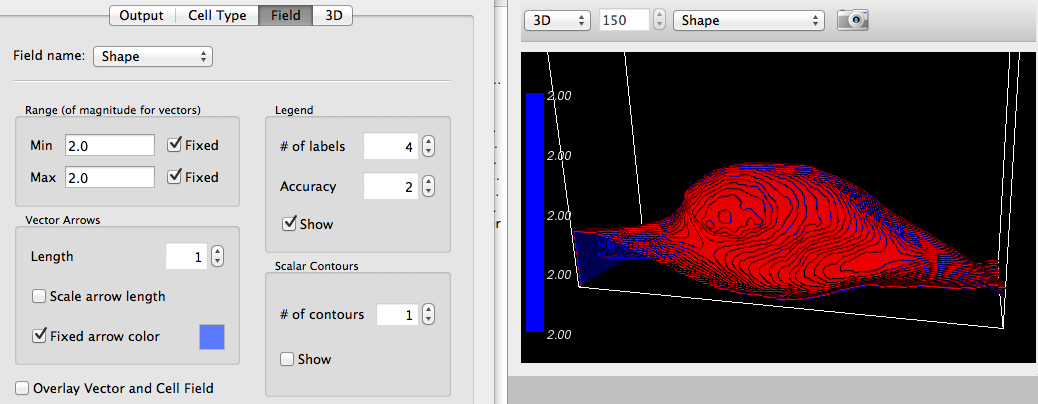 Output Cell Type Field 3D
Field name: Shape
Range (of magnitude for vectors)
Min 2.0 Fixed
Max 2.0 Fixed
Vector Arrows
Length 1
Scale arrow length
Fixed arrow color
Overlay Vector and Cell Field
Legend
# of labels 4
Accuracy 2
Show
Scalar Contours
# of contours 1
Show
er
3D 150 Shape
2.00
2.00
2.00
2.00
2.00